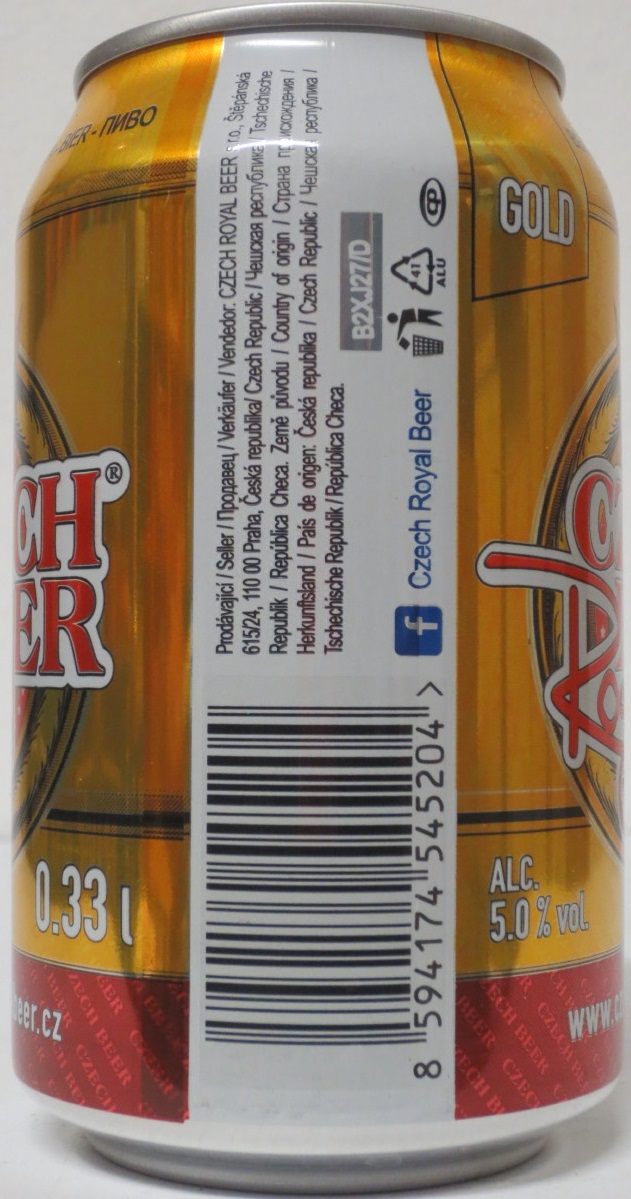 BIER - ПИВО
GOLD
Prodávající / Seller / Продавец / Verkäufer / Vendedor: CZECH ROYAL BEER s.r.o., Štěpánská
615/24, 110 00 Praha, Česká republika/ Czech Republic / Чешская республика / Tschechische
Republik / República Checa. Země původu / Country of origin / Страна происхождения /
Herkunftsland / País de origen: Česká republika / Czech Republic / Чешская республика /
Tschechische Republik / República Checa.
B2XJ27/D
41
ALU
f Czech Royal Beer
8 594174 545204 >
®
0.33 l
ALC.
5.0 % vol.
eer.cz
www.c
CZECH BEER